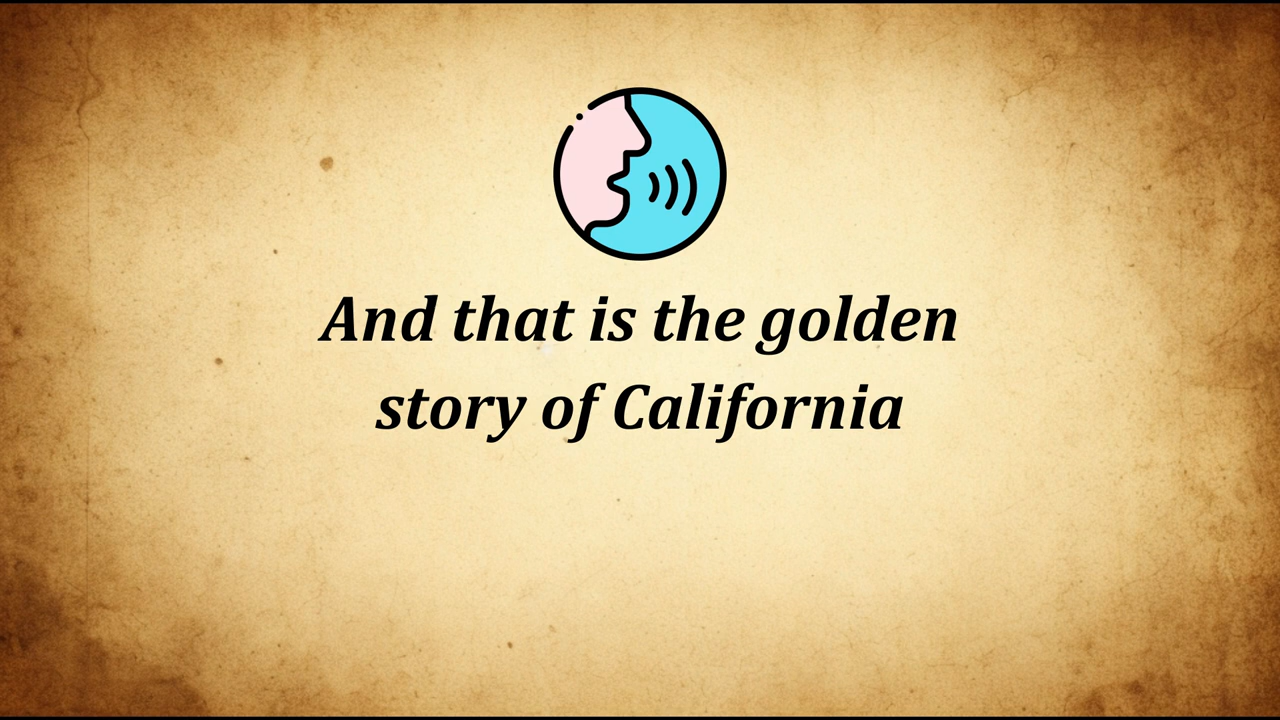 And that is the golden
story of California